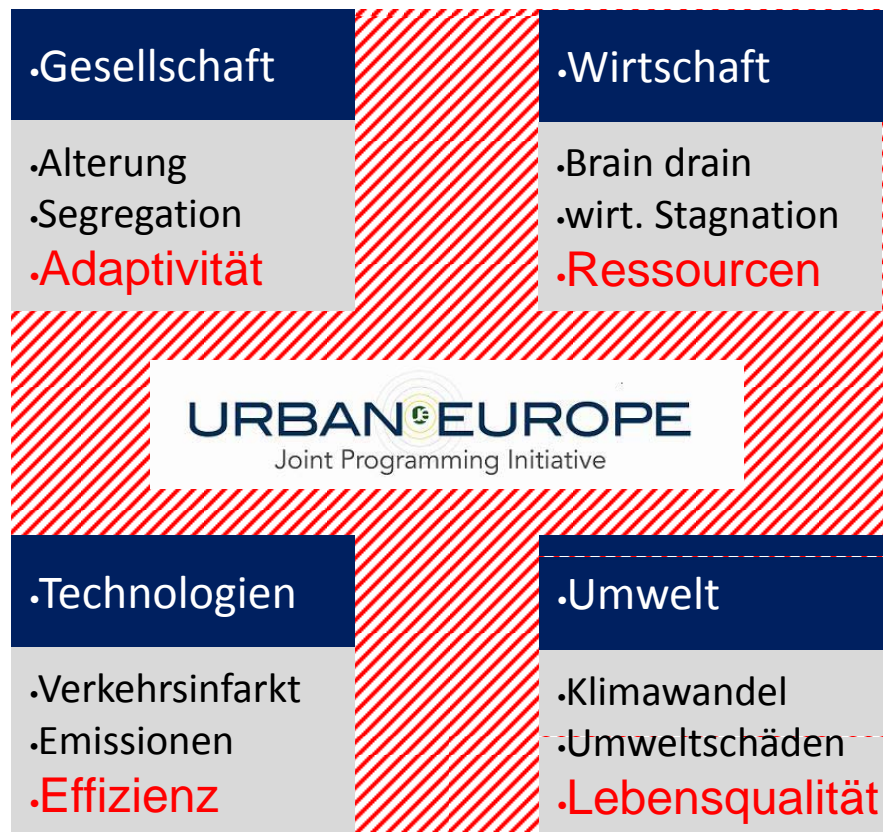 •Gesellschaft
•Alterung
•Segregation
•Adaptivität
•Wirtschaft
•Brain drain
•wirt. Stagnation
•Ressourcen
URBAN EUROPE
Joint Programming Initiative
•Technologien
•Verkehrsinfarkt
•Emissionen
•Effizienz
•Umwelt
•Klimawandel
•Umweltschäden
•Lebensqualität